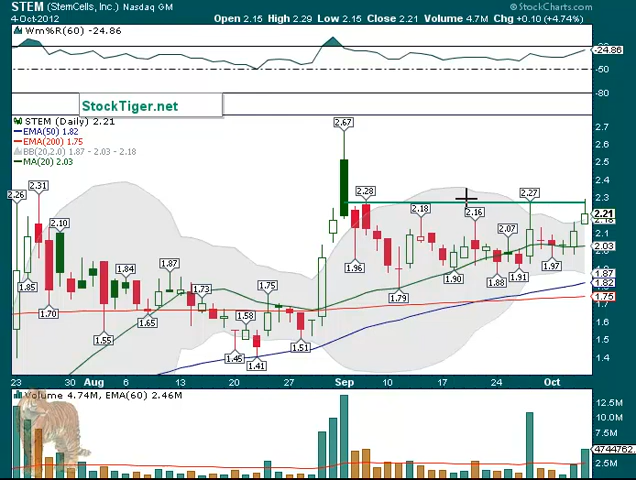 STEM (StemCells, Inc.) Nasdaq GM
© StockCharts.com
4-Oct-2012
Open 2.15 High 2.29 Low 2.15 Close 2.21 Volume 4.7M Chg +0.10 (+4.74%)
Wm%R(60) -24.86
-24.86
-50
-80
StockTiger.net
STEM (Daily) 2.21
EMA(50) 1.82
EMA(200) 1.75
BB(20,2.0) 1.87 - 2.03 - 2.18
MA(20) 2.03
2.67
2.7
2.6
2.5
2.4
2.3
2.26
2.31
2.28
2.27
2.18
2.16
2.21
2.10
2.07
2.03
1.96
1.97
1.87
1.84
1.85
1.90
1.91
1.88
1.87
1.82
1.79
1.75
1.75
1.73
1.70
1.65
1.58
1.6
1.55
1.51
1.5
1.45
1.41
1.4
23 30 Aug 6 13 20 27 Sep 10 17 24 Oct
Volume 4.74M, EMA(60) 2.46M
12.5M
10.0M
7.5M
4744762
2.5M